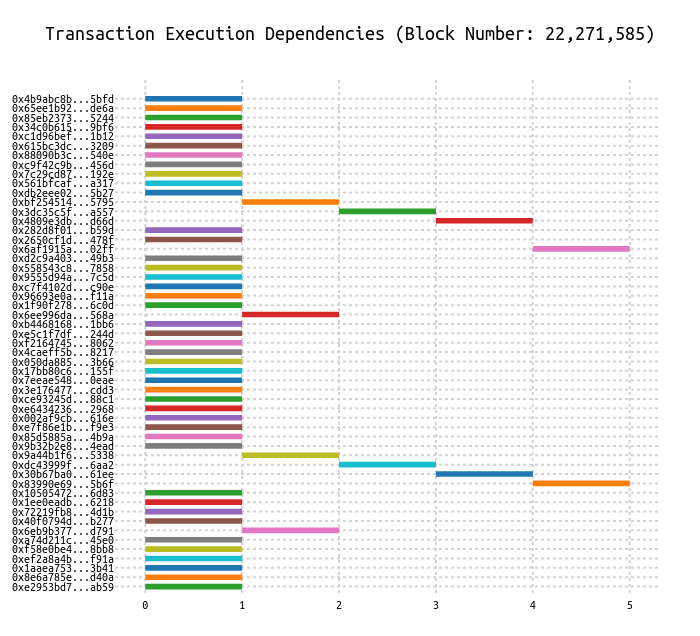 Transaction Execution Dependencies (Block Number: 22,271,585)
0x4b9abc8b...5bfd
0x65ee1b92...de6a
0x85eb2373...5244
0x34c0b615...9bf6
0xc1d96bef...1b12
0x615bc3dc...3209
0x88090b3c...540e
0xc9f42c9b...456d
0x7c29cd87...192e
0x561bfcaf...a317
0xdb2eee02...5b27
0xbf254514...5795
0x3dc35c5f...a557
0x4809e3db...d66d
0x282d8f01...b59d
0x2650cf1d...478f
0x6af1915a...02ff
0xd2c9a403...49b3
0x558543c8...7858
0x9555d94a...7c5d
0xc7f4102d...c90e
0x96693e0a...f11a
0x1f90f278...6c0d
0x6ee996da...568a
0xb4468168...1bb6
0xe5c1f7df...244d
0xf2164745...8062
0x4caeff5b...8217
0x050da885...3b66
0x17bb80c6...155f
0x7eeae548...0eae
0x3e176477...cdd3
0xce93245d...88c1
0xe6434236...2968
0x002af9cb...616e
0xe7f86e1b...f9e3
0x85d5885a...4b9a
0x9b32b2e8...4ead
0x9a44b1f6...5338
0xdc43999f...6aa2
0x30b67ba0...61ee
0x83990e69...5b6f
0x10505472...6d83
0x1ee0eadb...6218
0x72219fb8...4d1b
0x40f0794d...b277
0x6eb9b377...d791
0xa74d211c...45e0
0xf58e0be4...8bb8
0xef2a8a4b...f91a
0x1aaea753...3b41
0x8e6a785e...d40a
0xe2953bd7...ab59
0 1 2 3 4 5